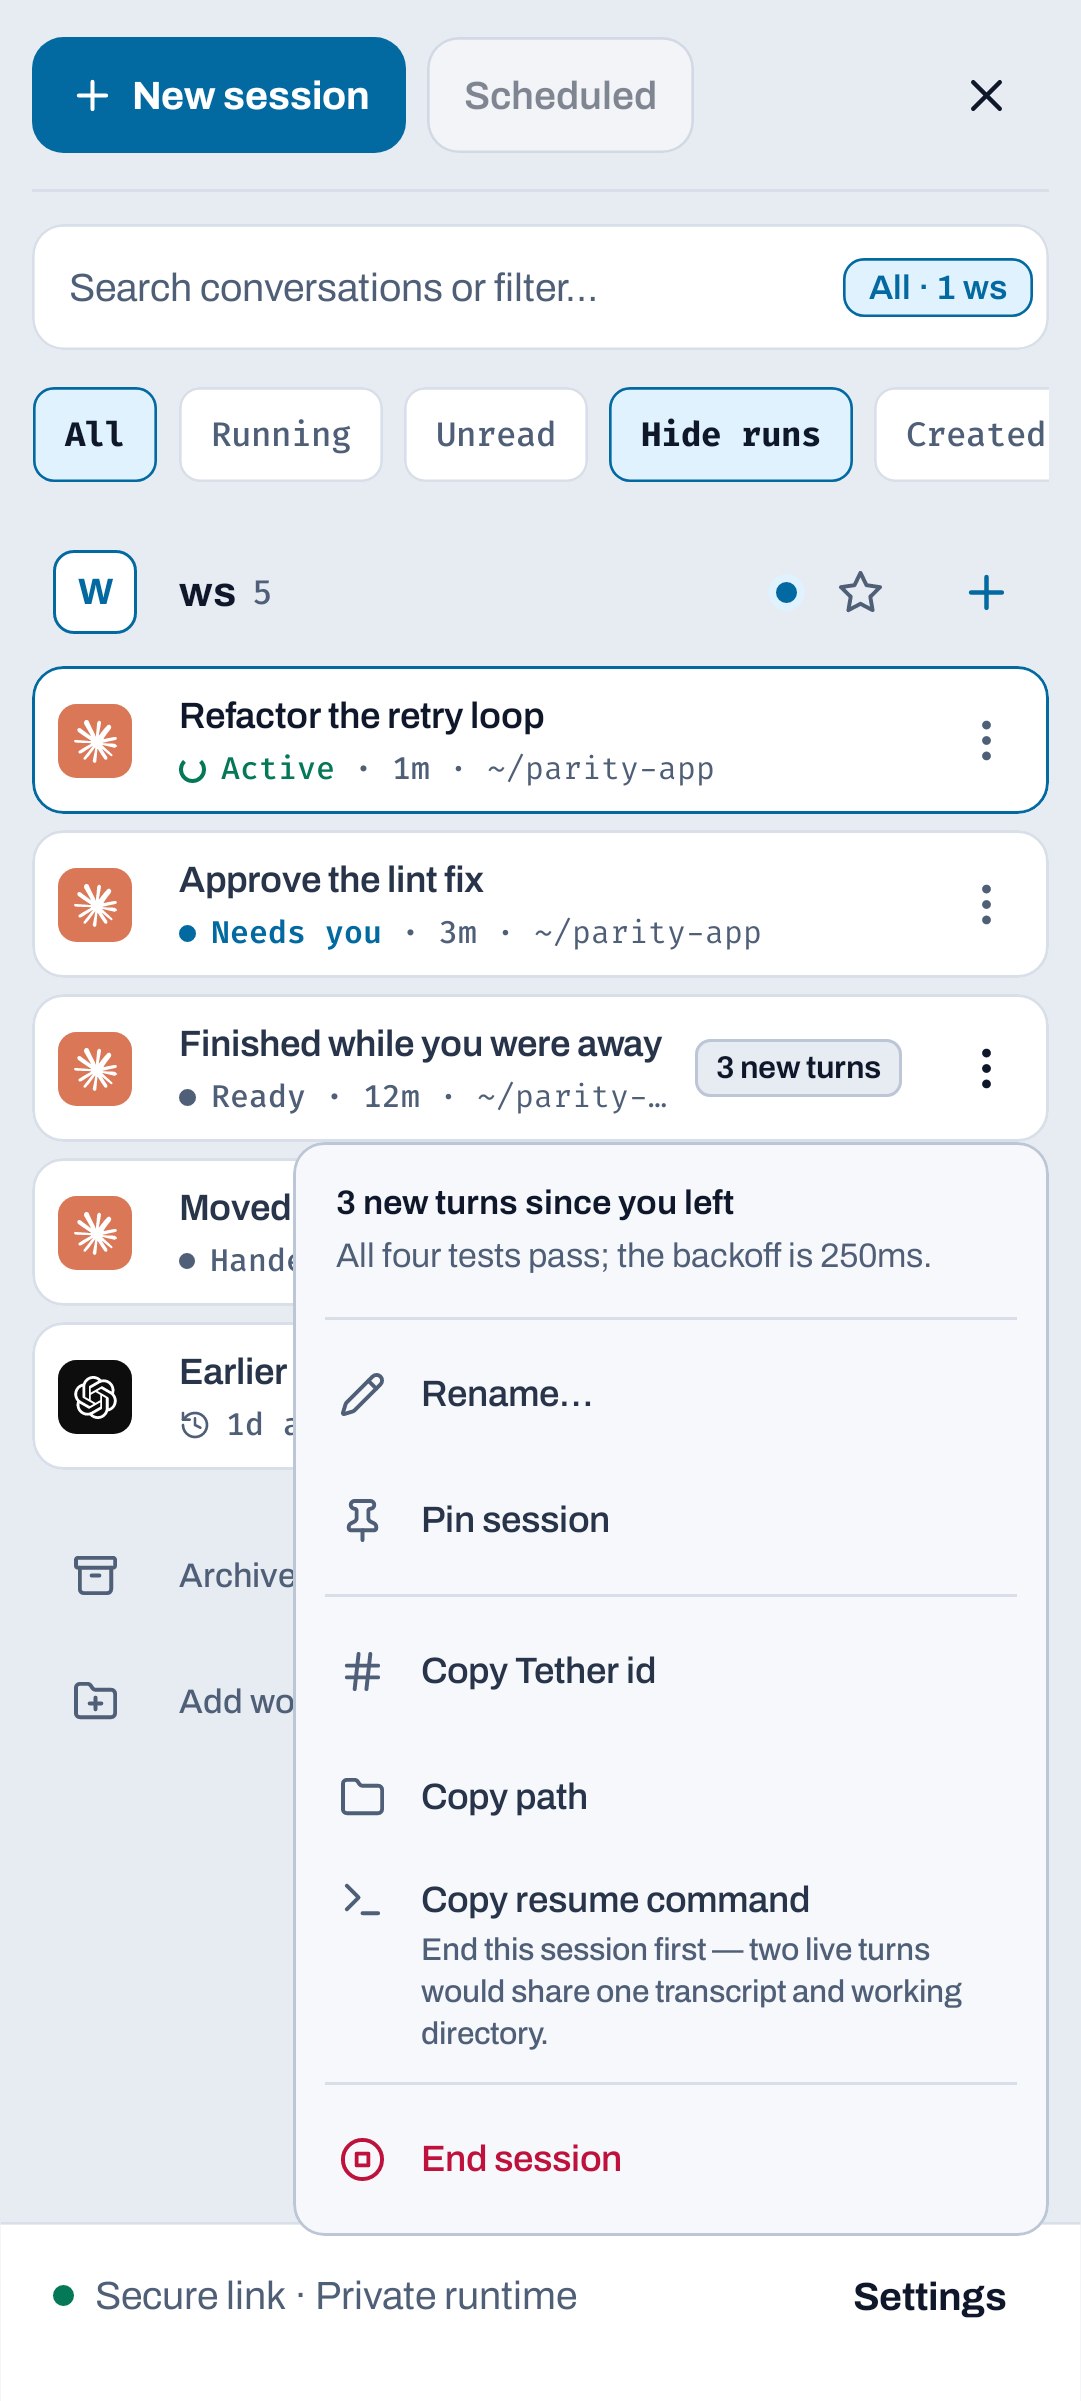 New session
Scheduled
Search conversations or filter...
All · 1 ws
All
Running
Unread
Hide runs
Created
W
ws 5
Refactor the retry loop
Active · 1m · ~/parity-app
Approve the lint fix
Needs you · 3m · ~/parity-app
Finished while you were away
3 new turns
Ready · 12m · ~/parity-…
Moved
3 new turns since you left
All four tests pass; the backoff is 250ms.
Earlier
1d
Rename...
Pin session
Archive
Copy Tether id
Add
Copy path
Copy resume command
End this session first — two live turns
would share one transcript and working
directory.
End session
Secure link · Private runtime
Settings